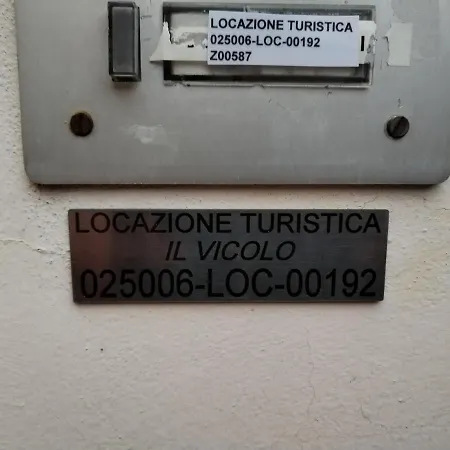 LOCAZIONE TURISTICA
025006-LOC-00192
Z00587
LOCAZIONE TURISTICA
IL VICOLO
025006-LOC-00192